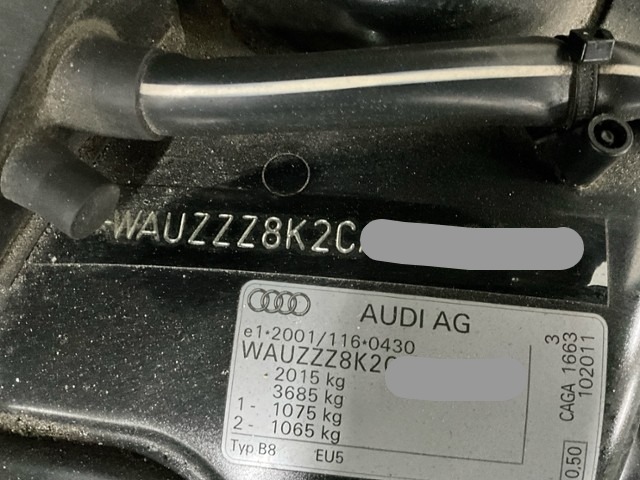 WAUZZZ8K2C
AUDI AG
e1*2001/116*0430
WAUZZZ8K2C
- 2015 kg
3685 kg
1 - 1075 kg
2 - 1065 kg
Typ B8 EU5
3
CAGA 1663
102011
0.50